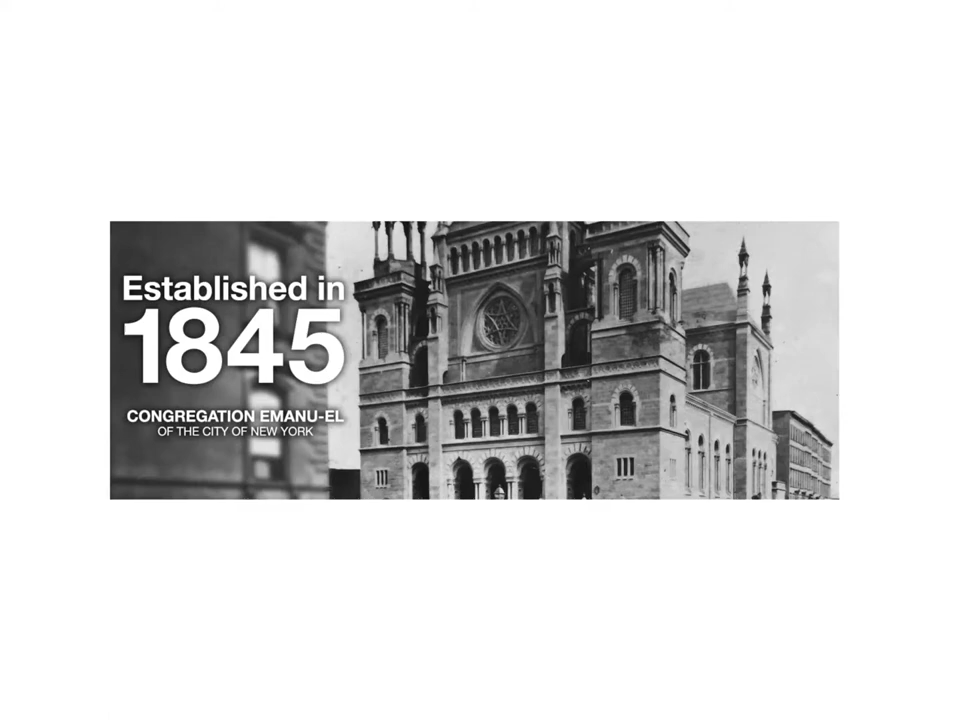 Established in
1845
CONGREGATION EMANU-EL
OF THE CITY OF NEW YORK